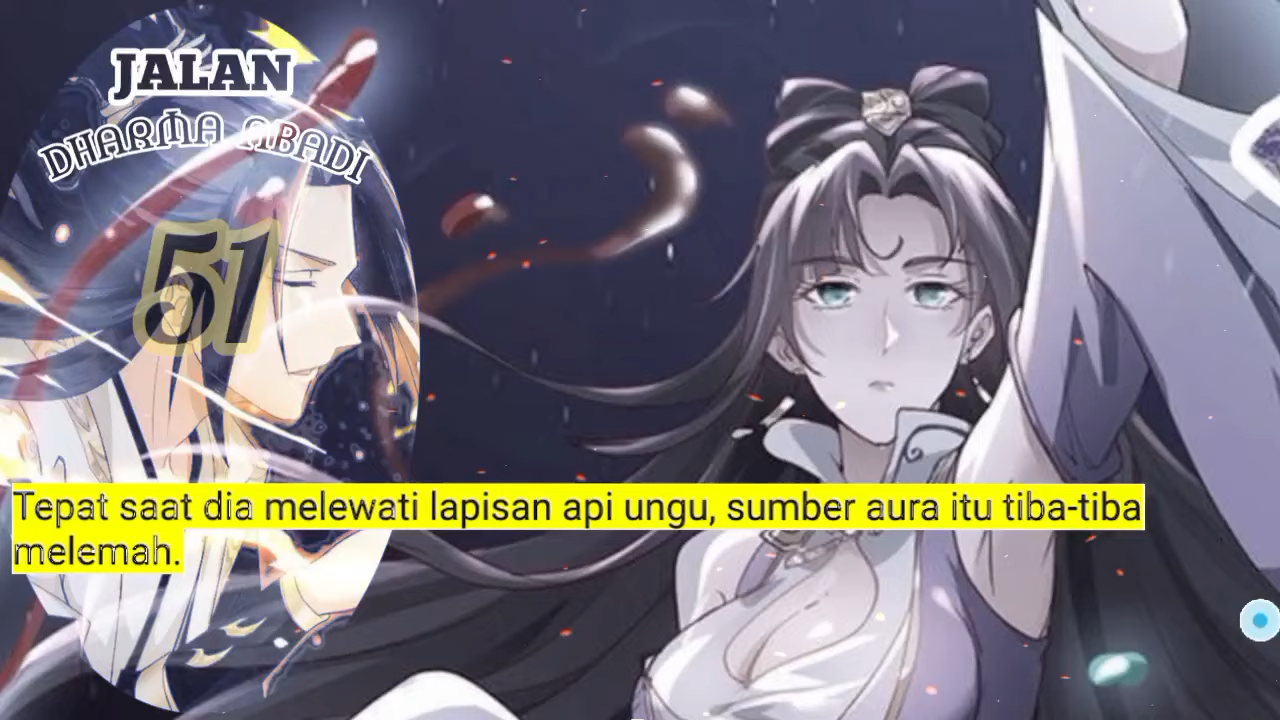 JALAN
DHARMA ABADI
51
Tepat saat dia melewati lapisan api ungu, sumber aura itu tiba-tiba
melemah.